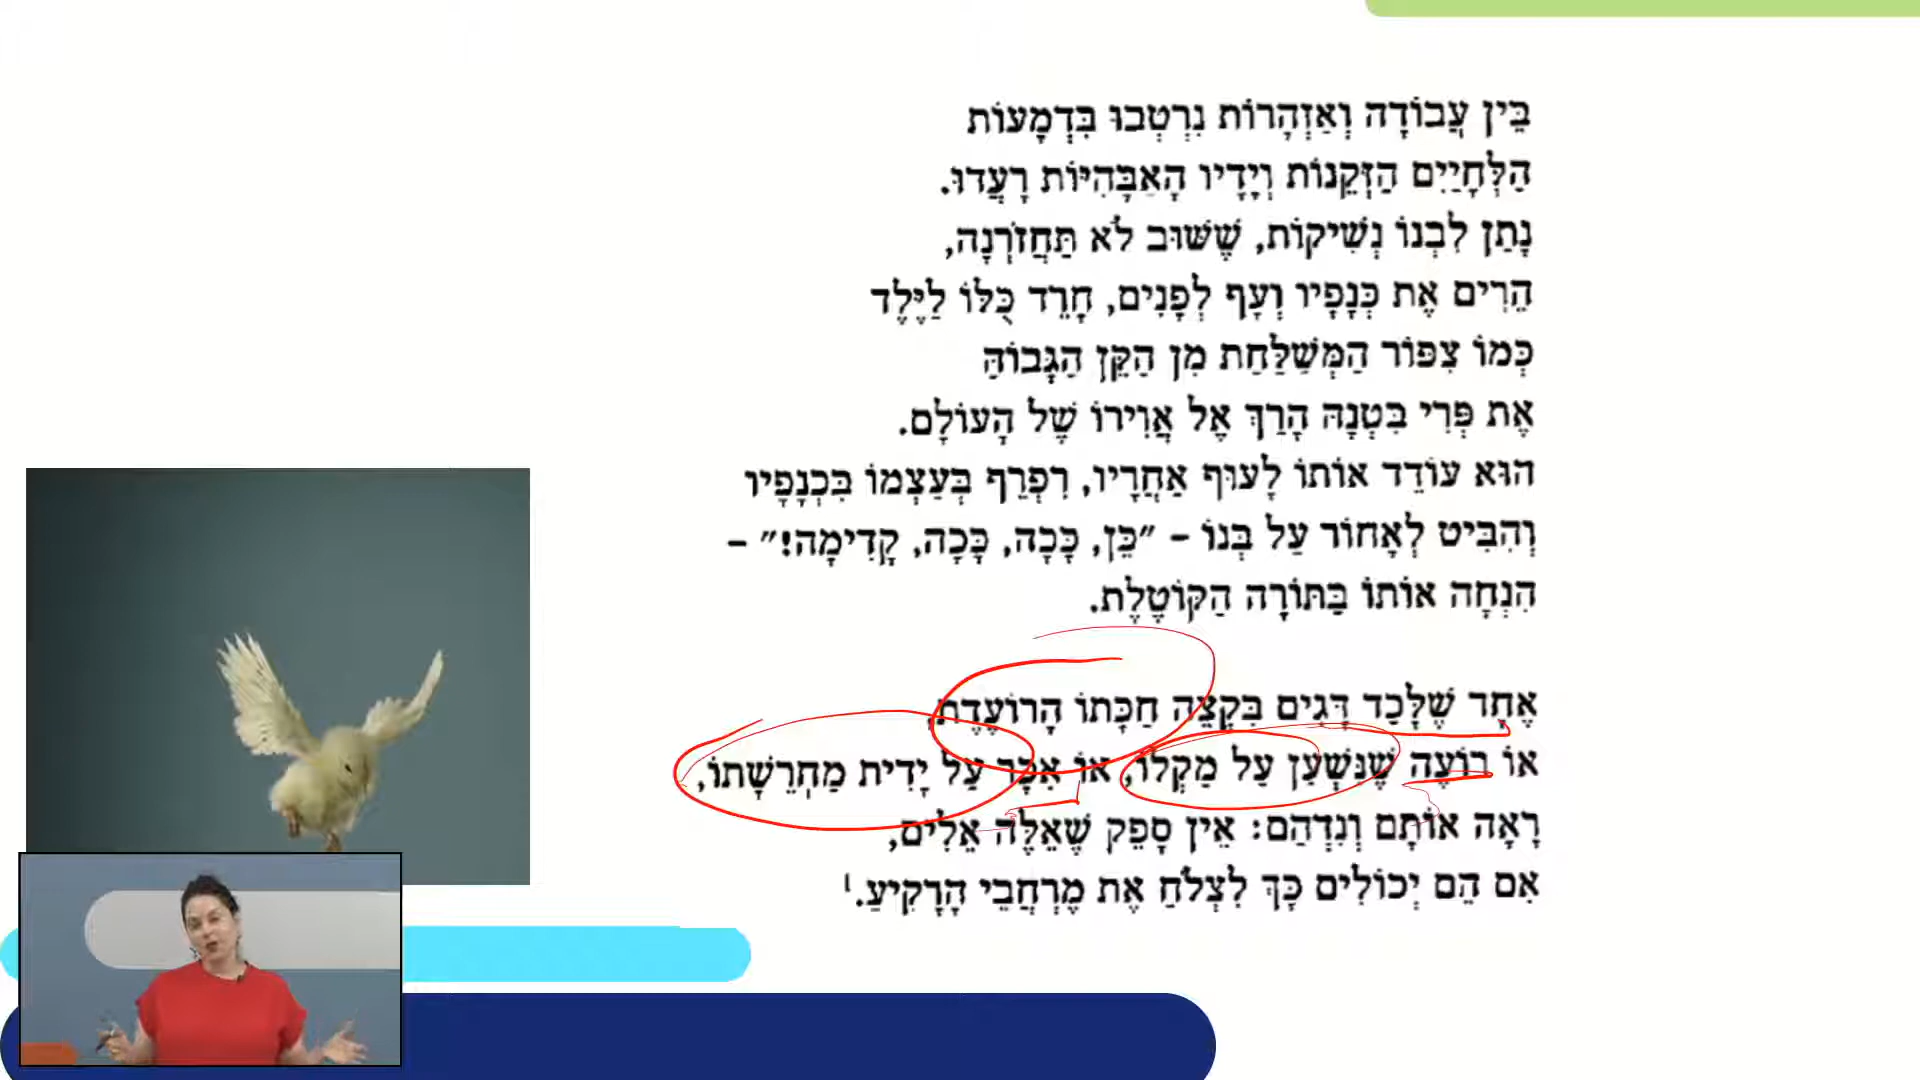 בֵּין עֲבוֹדָה וְאַזְהָרוֹת נִרְטְבוּ בִּדְמָעוֹת
הַלְּחָיַיִם הַזְּקֵנוֹת וְיָדָיו הָאַבָּהִיּוֹת רָעֲדוּ.
נָתַן לִבְנוֹ נְשִׁיקוֹת, שֶׁשּׁוּב לֹא תַּחֲזֹרְנָה,
הֵרִים אֶת כְּנָפָיו וְעָף לְפָנִים, חָרֵד כֻּלּוֹ לַיֶּלֶד
כְּמוֹ צִפּוֹר הַמְּשַׁלַּחַת מִן הַקֵּן הַגָּבוֹהַּ
אֶת פְּרִי בִּטְנָהּ הָרַךְ אֶל אֲוִירוֹ שֶׁל הָעוֹלָם.
הוּא עוֹדֵד אוֹתוֹ לָעוּף אַחֲרָיו, רִפְרֵף בְּעַצְמוֹ בִּכְנָפָיו
וְהִבִּיט לְאָחוֹר עַל בְּנוֹ – "כֵּן, כָּכָה, כָּכָה, קָדִימָה!" –
הִנְחָה אוֹתוֹ בַּתּוֹרָה הַקּוֹטֶלֶת.
אֶחָד שֶׁלָּכַד דָּגִים בִּקְצֵה חַכָּתוֹ הָרוֹעֶדֶת,
אוֹ רוֹעֶה שֶׁנִּשְׁעַן עַל מַקְלוֹ, אוֹ אִכָּר עַל יָדִית מַחְרֵשָׁתוֹ,
רָאָה אוֹתָם וְנִדְהַם: אֵין סָפֵק שֶׁאֵלֶּה אֵלִים,
אִם הֵם יְכוֹלִים כָּךְ לִצְלֹחַ אֶת מֶרְחֲבֵי הָרָקִיעַ.¹